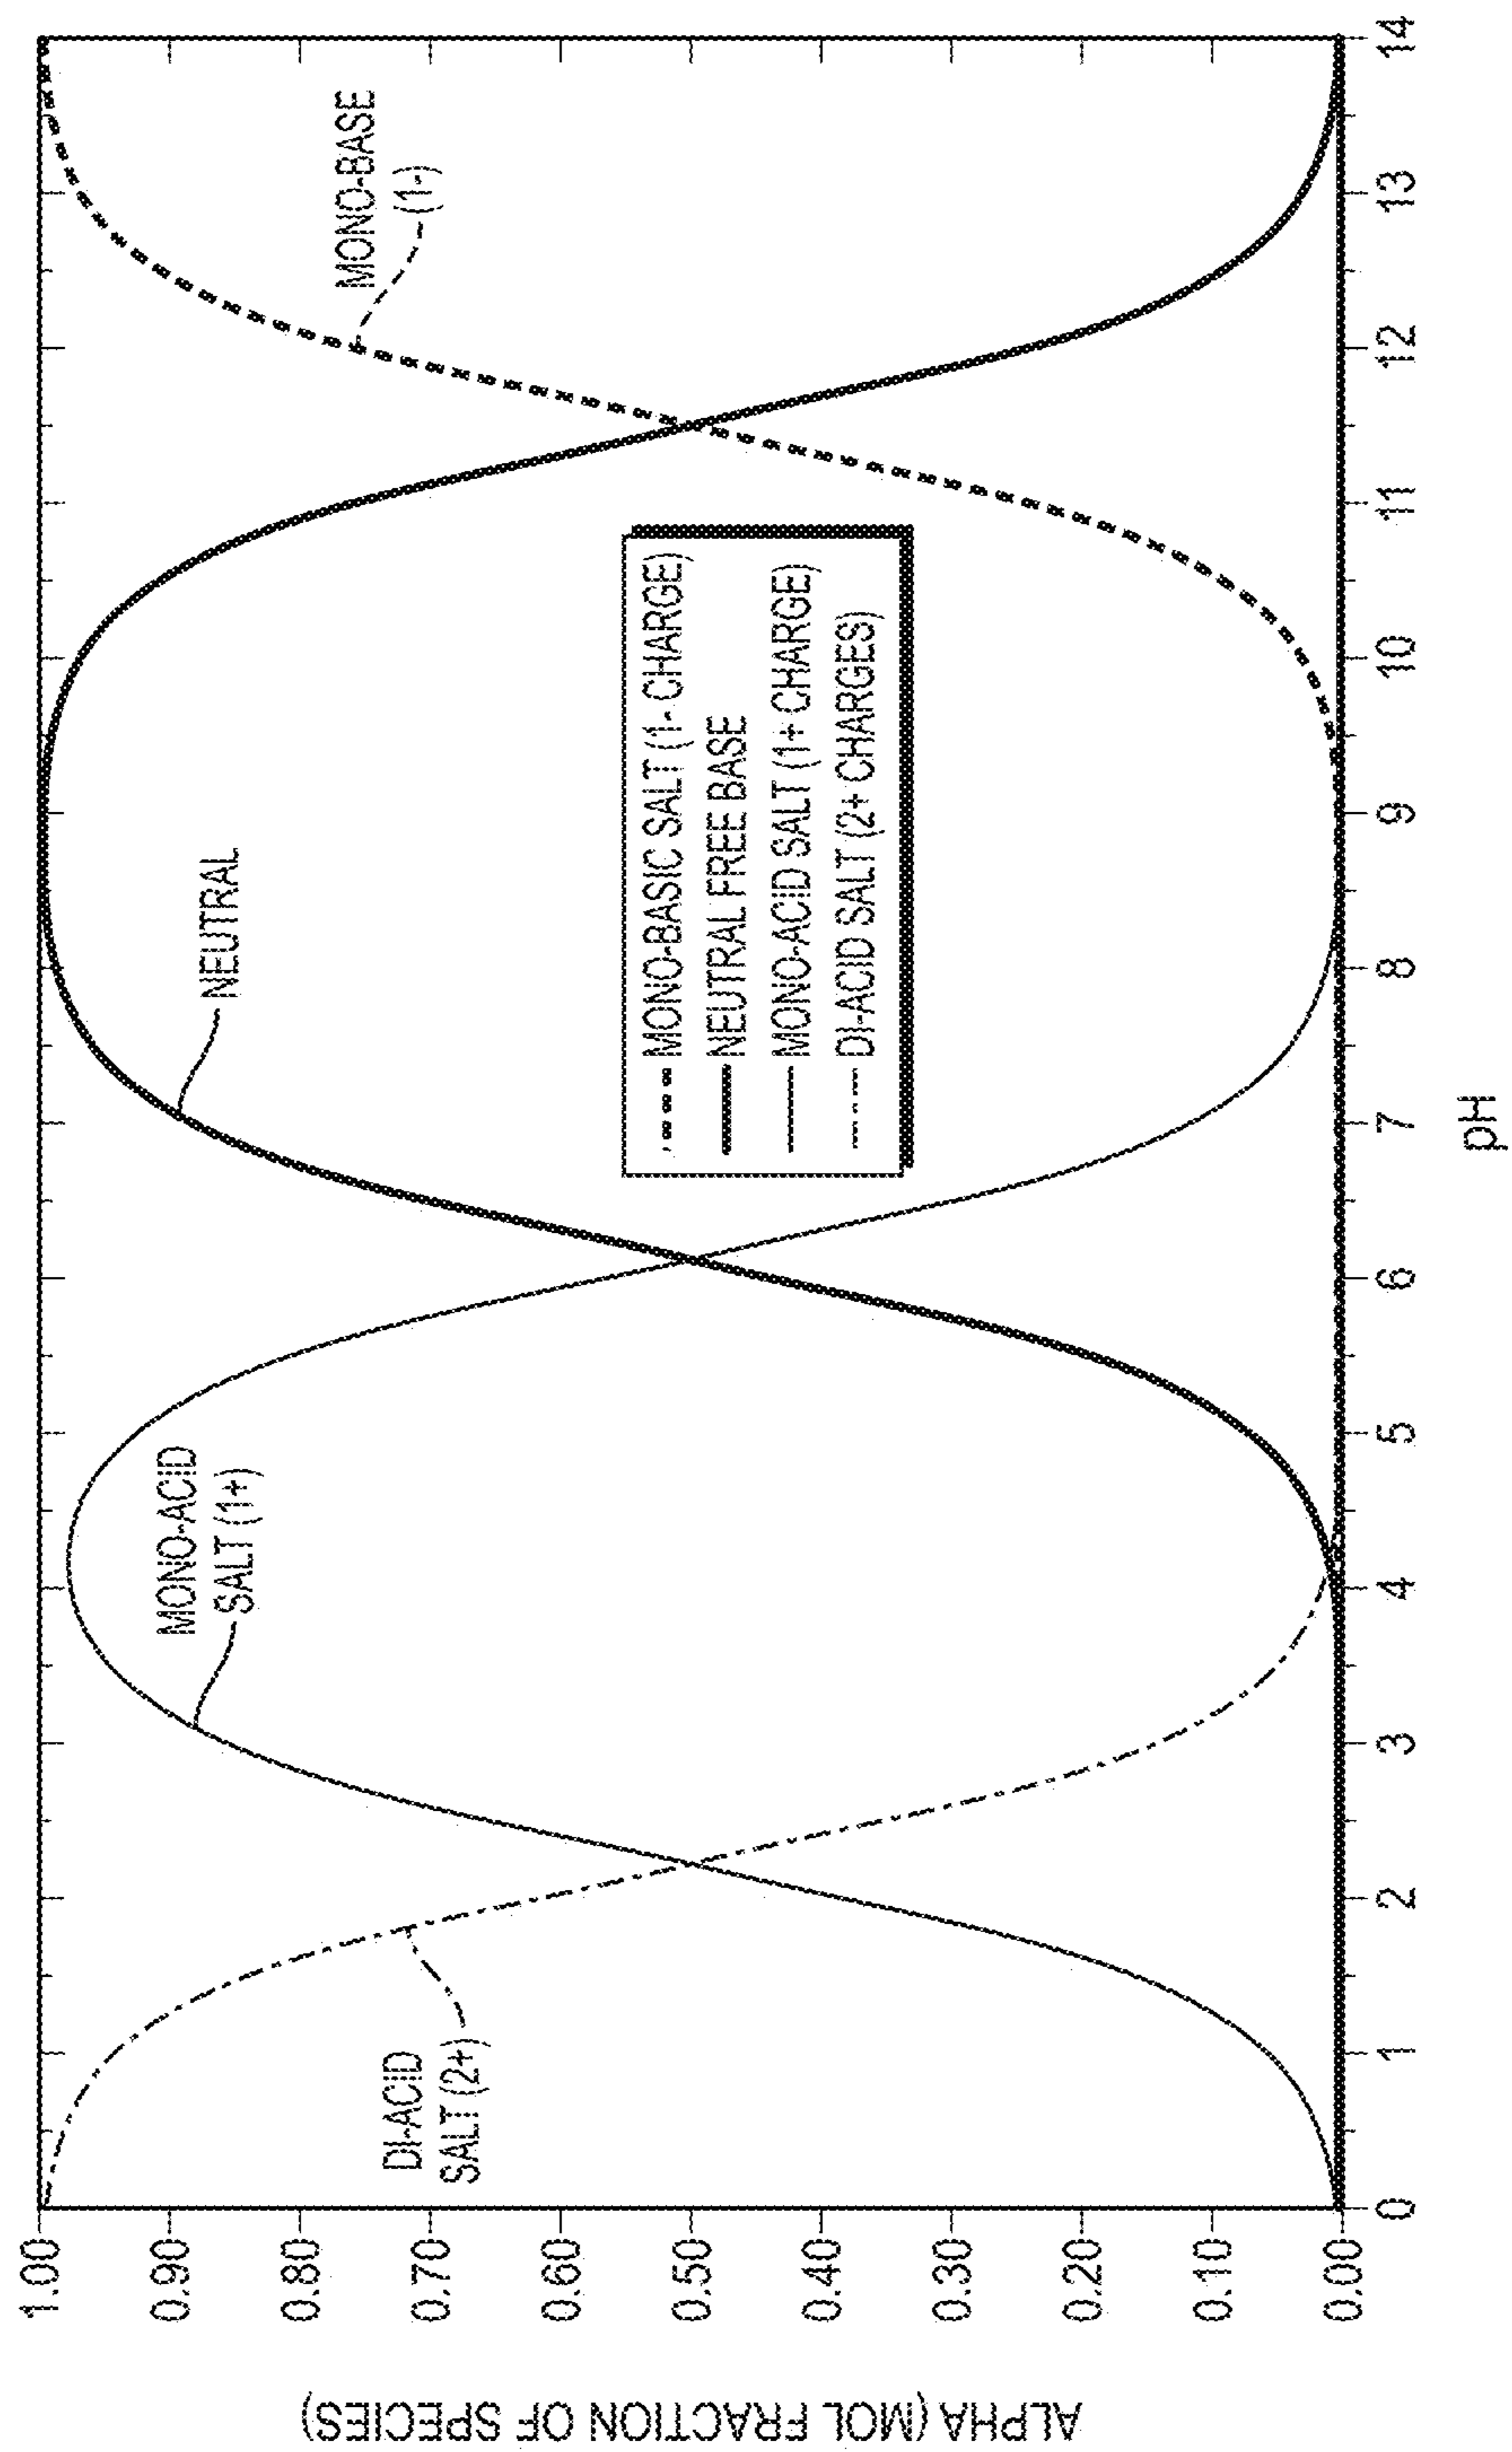 ALPHA (MOL FRACTION OF SPECIES)
1.00
0.90
0.80
0.70
0.60
0.50
0.40
0.30
0.20
0.10
0.00
DI-ACID
SALT (2+)
MONO-ACID
SALT (1+)
NEUTRAL
MONO-BASE
(1-)
MONO-BASIC SALT (1- CHARGE)
NEUTRAL FREE BASE
MONO-ACID SALT (1+ CHARGE)
DI-ACID SALT (2+ CHARGES)
0 1 2 3 4 5 6 7 8 9 10 11 12 13 14
pH